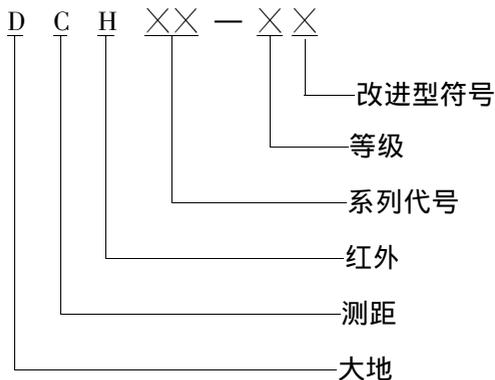 D C H ×× — × ×
改进型符号
等级
系列代号
红外
测距
大地